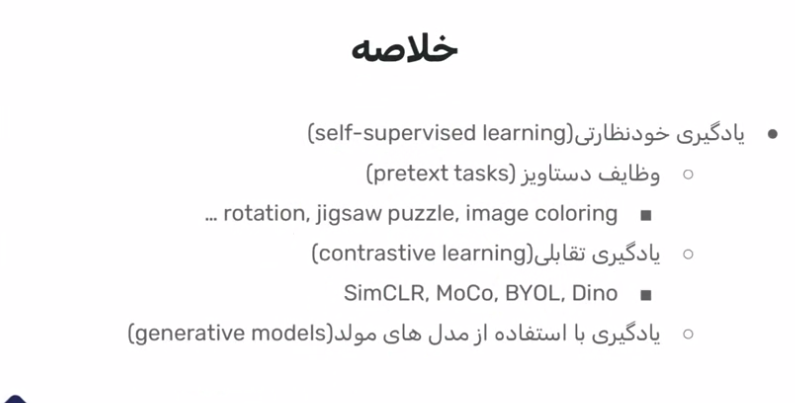 خلاصه
● یادگیری خودنظارتی(self-supervised learning)
○ وظایف دستاویز (pretext tasks)
■ rotation, jigsaw puzzle, image coloring ...
○ یادگیری تقابلی(contrastive learning)
■ SimCLR, MoCo, BYOL, Dino
○ یادگیری با استفاده از مدل های مولد(generative models)